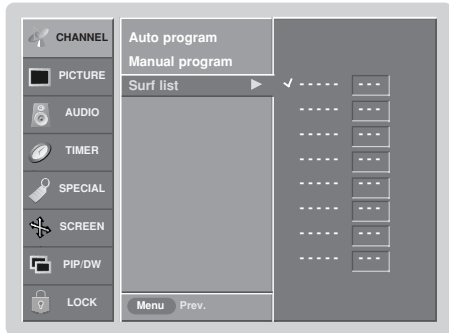 CHANNEL
PICTURE
AUDIO
TIMER
SPECIAL
SCREEN
PIP/DW
LOCK
Auto program
Manual program
Surf list
----- ---
----- ---
----- ---
----- ---
----- ---
----- ---
----- ---
----- ---
Menu Prev.